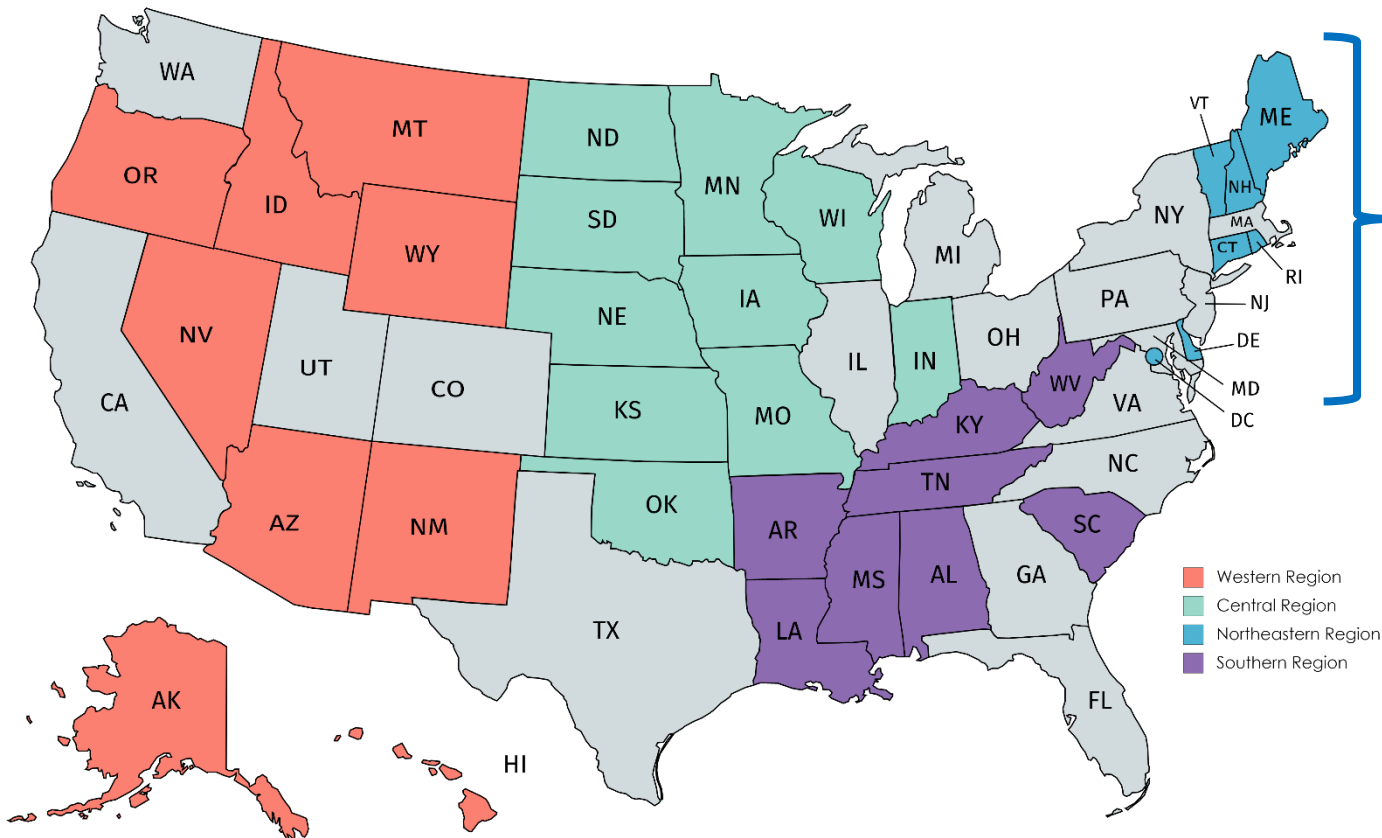 WA
MT
ND
MN
VT
ME
OR
ID
SD
WI
NH
WY
NY
MA
MI
CT
RI
NE
IA
PA
NJ
NV
UT
CO
IL
IN
OH
DE
CA
KS
MO
WV
VA
MD
DC
KY
NC
AZ
NM
OK
AR
TN
SC
MS
AL
GA
TX
LA
Western Region
Central Region
Northeastern Region
Southern Region
AK
HI
FL